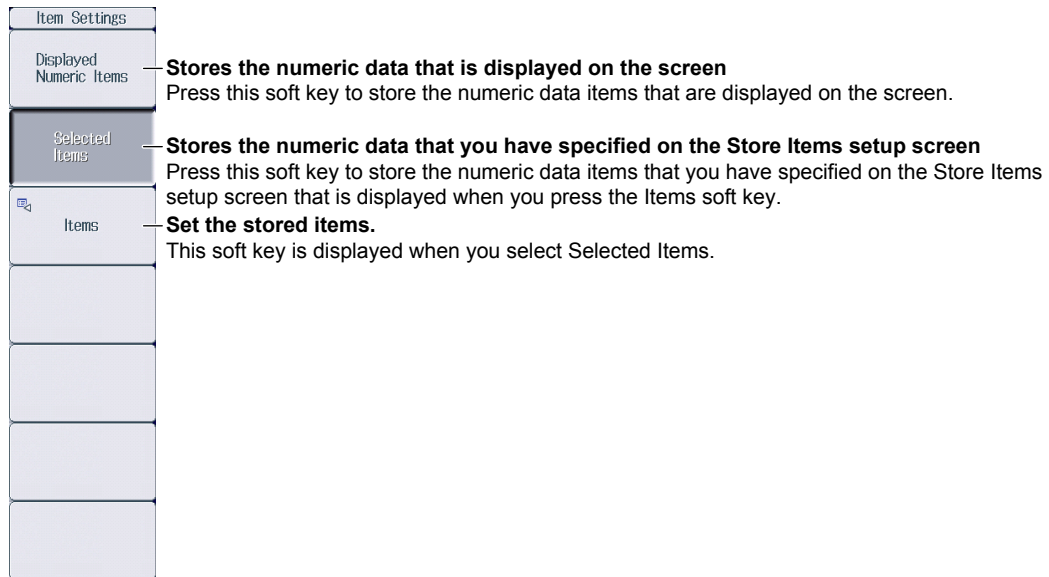 Item Settings
Displayed
Numeric Items
Stores the numeric data that is displayed on the screen
Press this soft key to store the numeric data items that are displayed on the screen.
Selected
Items
Stores the numeric data that you have specified on the Store Items setup screen
Press this soft key to store the numeric data items that you have specified on the Store Items
setup screen that is displayed when you press the Items soft key.
Items
Set the stored items.
This soft key is displayed when you select Selected Items.